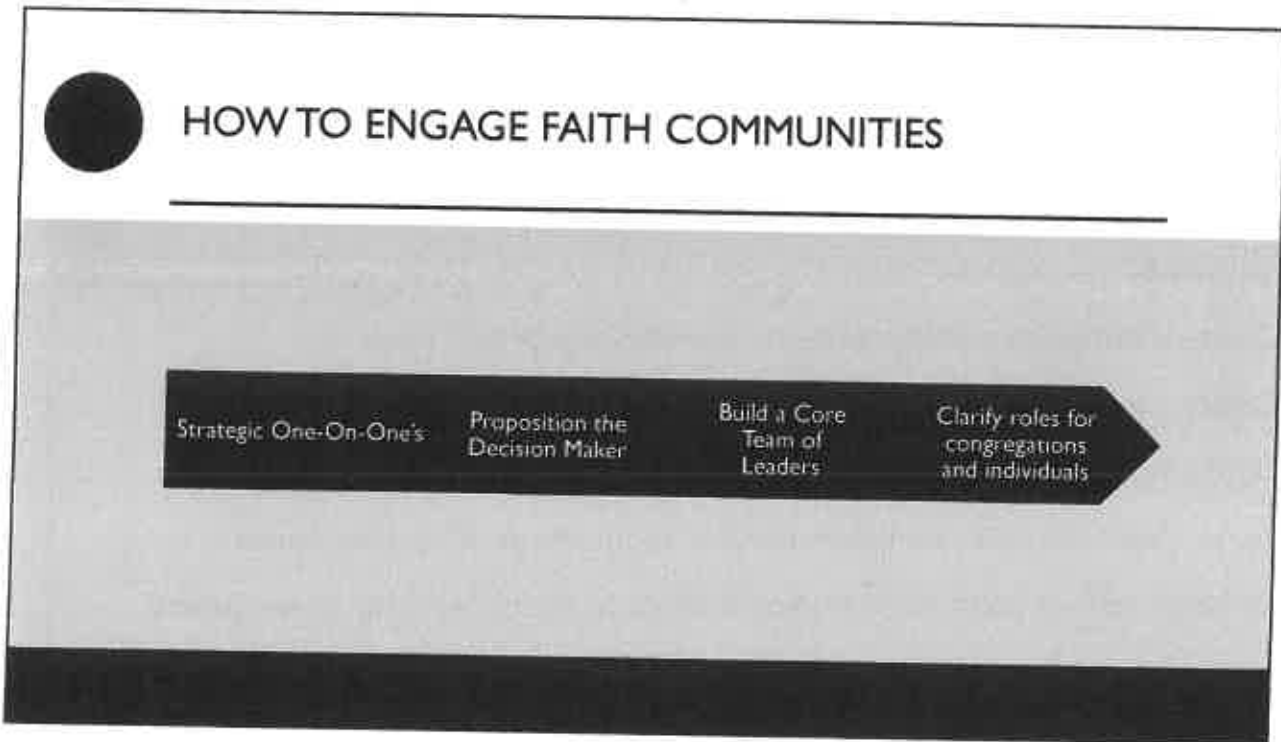 HOW TO ENGAGE FAITH COMMUNITIES
Strategic One-On-One's
Proposition the
Decision Maker
Build a Core
Team of
Leaders
Clarify roles for
congregations
and individuals